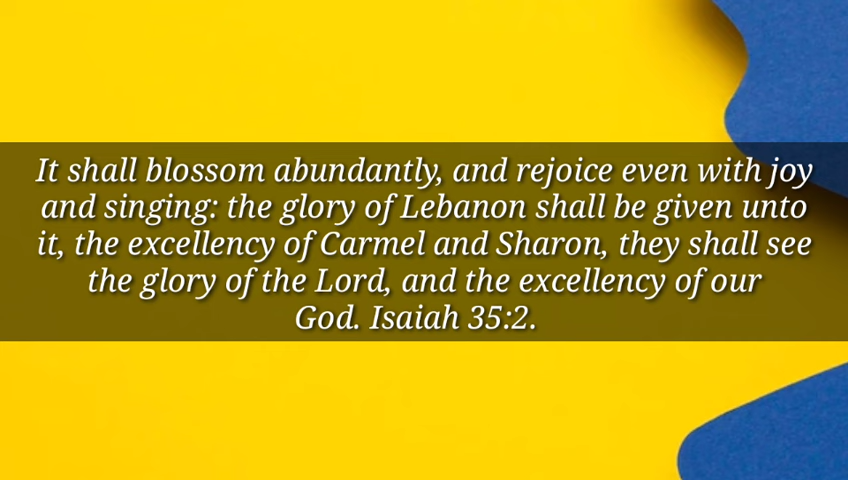 It shall blossom abundantly, and rejoice even with joy
and singing: the glory of Lebanon shall be given unto
it, the excellency of Carmel and Sharon, they shall see
the glory of the Lord, and the excellency of our
God. Isaiah 35:2.